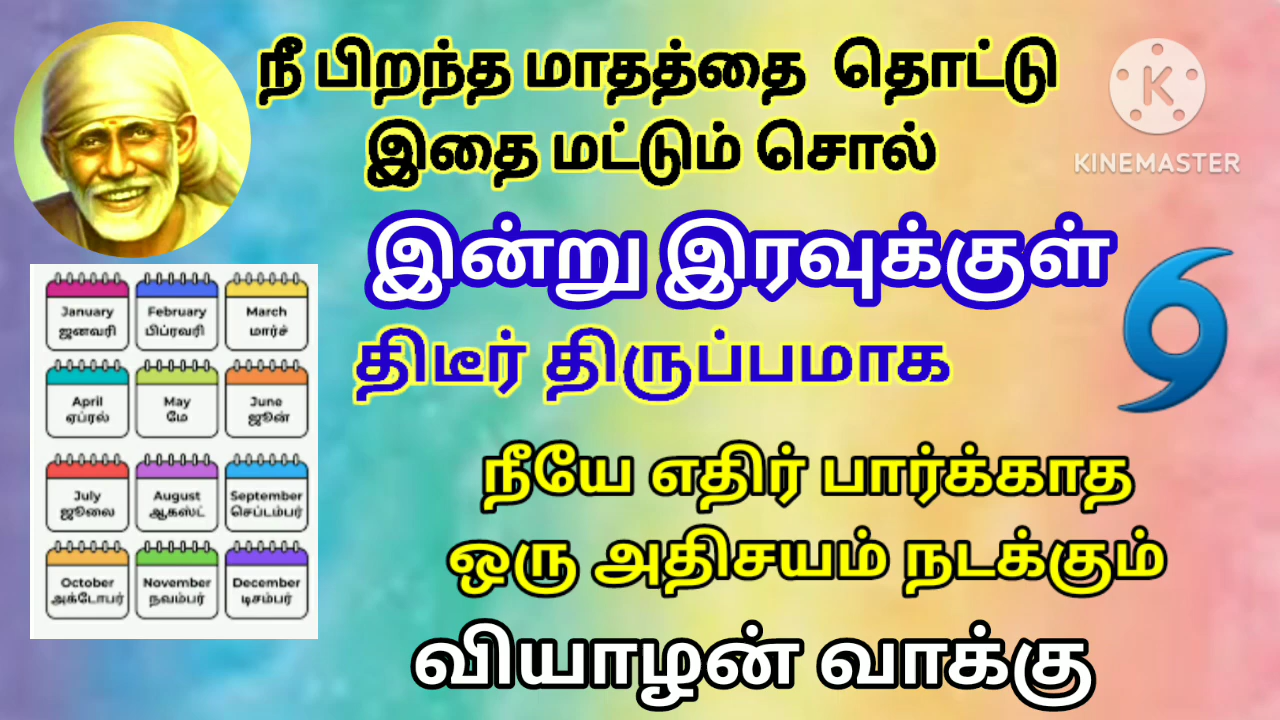 நீ பிறந்த மாதத்தை தொட்டு
இதை மட்டும் சொல்
K
KINEMASTER
இன்று இரவுக்குள்
திடீர் திருப்பமாக
நீயே எதிர் பார்க்காத
ஒரு அதிசயம் நடக்கும்
வியாழன் வாக்கு
January February March
ஜனவரி பிப்ரவரி மார்ச்
April May June
ஏப்ரல் மே ஜூன்
July August September
ஜூலை ஆகஸ்ட் செப்டம்பர்
October November December
அக்டோபர் நவம்பர் டிசம்பர்